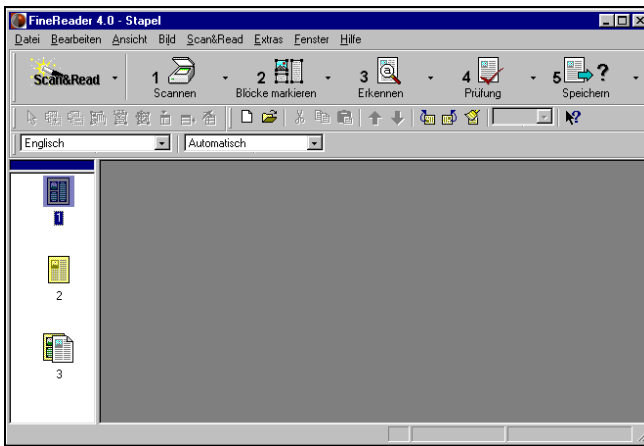 FineReader 4.0 - Stapel
Datei Bearbeiten Ansicht Bild Scan&Read Extras Fenster Hilfe
Scan&Read 1 Scannen 2 Blöcke markieren 3 Erkennen 4 Prüfung 5 ? Speichern
Englisch Automatisch
1
2
3